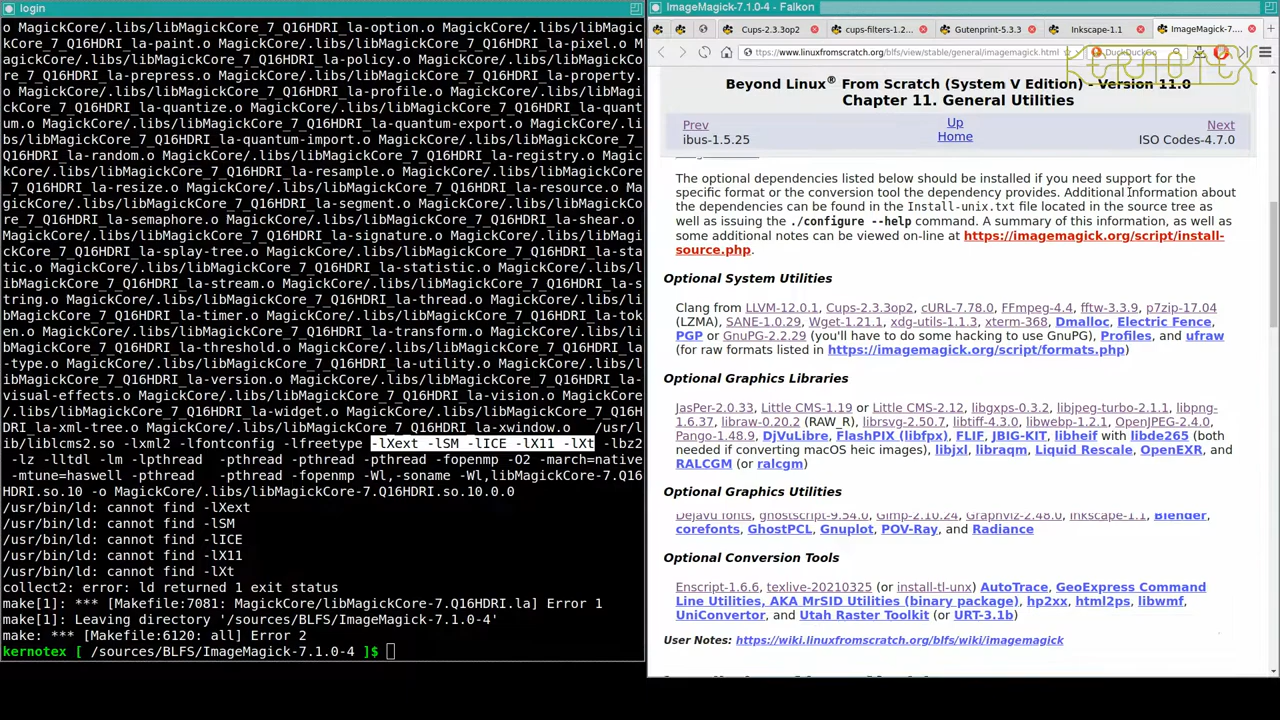 login
o MagickCore/.libs/libMagickCore_7_Q16HDRI_la-option.o MagickCore/.libs/libMagic
kCore_7_Q16HDRI_la-paint.o MagickCore/.libs/libMagickCore_7_Q16HDRI_la-pixel.o M
agickCore/.libs/libMagickCore_7_Q16HDRI_la-policy.o MagickCore/.libs/libMagickCo
re_7_Q16HDRI_la-prepress.o MagickCore/.libs/libMagickCore_7_Q16HDRI_la-property.
o MagickCore/.libs/libMagickCore_7_Q16HDRI_la-profile.o MagickCore/.libs/libMagi
ckCore_7_Q16HDRI_la-quantize.o MagickCore/.libs/libMagickCore_7_Q16HDRI_la-quant
um.o MagickCore/.libs/libMagickCore_7_Q16HDRI_la-quantum-export.o MagickCore/.li
bs/libMagickCore_7_Q16HDRI_la-quantum-import.o MagickCore/.libs/libMagickCore_7_
Q16HDRI_la-random.o MagickCore/.libs/libMagickCore_7_Q16HDRI_la-registry.o Magic
kCore/.libs/libMagickCore_7_Q16HDRI_la-resample.o MagickCore/.libs/libMagickCore
_7_Q16HDRI_la-resize.o MagickCore/.libs/libMagickCore_7_Q16HDRI_la-resource.o Ma
gickCore/.libs/libMagickCore_7_Q16HDRI_la-segment.o MagickCore/.libs/libMagickCo
re_7_Q16HDRI_la-semaphore.o MagickCore/.libs/libMagickCore_7_Q16HDRI_la-shear.o 
MagickCore/.libs/libMagickCore_7_Q16HDRI_la-signature.o MagickCore/.libs/libMagi
ckCore_7_Q16HDRI_la-splay-tree.o MagickCore/.libs/libMagickCore_7_Q16HDRI_la-sta
tic.o MagickCore/.libs/libMagickCore_7_Q16HDRI_la-statistic.o MagickCore/.libs/l
ibMagickCore_7_Q16HDRI_la-stream.o MagickCore/.libs/libMagickCore_7_Q16HDRI_la-s
tring.o MagickCore/.libs/libMagickCore_7_Q16HDRI_la-thread.o MagickCore/.libs/li
bMagickCore_7_Q16HDRI_la-timer.o MagickCore/.libs/libMagickCore_7_Q16HDRI_la-tok
en.o MagickCore/.libs/libMagickCore_7_Q16HDRI_la-transform.o MagickCore/.libs/li
bMagickCore_7_Q16HDRI_la-threshold.o MagickCore/.libs/libMagickCore_7_Q16HDRI_la
-type.o MagickCore/.libs/libMagickCore_7_Q16HDRI_la-utility.o MagickCore/.libs/l
ibMagickCore_7_Q16HDRI_la-version.o MagickCore/.libs/libMagickCore_7_Q16HDRI_la-
visual-effects.o MagickCore/.libs/libMagickCore_7_Q16HDRI_la-vision.o MagickCore
/.libs/libMagickCore_7_Q16HDRI_la-widget.o MagickCore/.libs/libMagickCore_7_Q16H
DRI_la-xml-tree.o MagickCore/.libs/libMagickCore_7_Q16HDRI_la-xwindow.o   /usr/l
ib/liblcms2.so -lxml2 -lfontconfig -lfreetype -lXext -lSM -lICE -lX11 -lXt -lbz2
-lz -lltdl -lm -lpthread  -pthread -pthread -pthread -fopenmp -O2 -march=native
-mtune=haswell -pthread   -pthread -fopenmp -Wl,-soname -Wl,libMagickCore-7.Q16
HDRI.so.10 -o MagickCore/.libs/libMagickCore-7.Q16HDRI.so.10.0.0
/usr/bin/ld: cannot find -lXext
/usr/bin/ld: cannot find -lSM
/usr/bin/ld: cannot find -lICE
/usr/bin/ld: cannot find -lX11
/usr/bin/ld: cannot find -lXt
collect2: error: ld returned 1 exit status
make[1]: *** [Makefile:7081: MagickCore/libMagickCore-7.Q16HDRI.la] Error 1
make[1]: Leaving directory '/sources/BLFS/ImageMagick-7.1.0-4'
make: *** [Makefile:6120: all] Error 2
kernotex [ /sources/BLFS/ImageMagick-7.1.0-4 ]$
ImageMagick-7.1.0-4 - Falkon
Cups-2.3.3op2
cups-filters-1.2...
Gutenprint-5.3.3
Inkscape-1.1
ImageMagick-7....
ttps://www.linuxfromscratch.org/blfs/view/stable/general/imagemagick.html
DuckDuckGo
KERNOTEX
Beyond Linux® From Scratch (System V Edition) - Version 11.0
Chapter 11. General Utilities
Prev
Up
Next
ibus-1.5.25
Home
ISO Codes-4.7.0
The optional dependencies listed below should be installed if you need support for the
specific format or the conversion tool the dependency provides. Additional information about
the dependencies can be found in the Install-unix.txt file located in the source tree as
well as issuing the ./configure --help command. A summary of this information, as well as
some additional notes can be viewed on-line at https://imagemagick.org/script/install-
source.php.
Optional System Utilities
Clang from LLVM-12.0.1, Cups-2.3.3op2, cURL-7.78.0, FFmpeg-4.4, fftw-3.3.9, p7zip-17.04
(LZMA), SANE-1.0.29, Wget-1.21.1, xdg-utils-1.1.3, xterm-368, Dmalloc, Electric Fence,
PGP or GnuPG-2.2.29 (you'll have to do some hacking to use GnuPG), Profiles, and ufraw
(for raw formats listed in https://imagemagick.org/script/formats.php)
Optional Graphics Libraries
JasPer-2.0.33, Little CMS-1.19 or Little CMS-2.12, libgxps-0.3.2, libjpeg-turbo-2.1.1, libpng-
1.6.37, libraw-0.20.2 (RAW_R), librsvg-2.50.7, libtiff-4.3.0, libwebp-1.2.1, OpenJPEG-2.4.0,
Pango-1.48.9, DjVuLibre, FlashPIX (libfpx), FLIF, JBIG-KIT, libheif with libde265 (both
needed if converting macOS heic images), libjxl, libraqm, Liquid Rescale, OpenEXR, and
RALCGM (or ralcgm)
Optional Graphics Utilities
Dejavu fonts, ghostscript-9.54.0, Gimp-2.10.24, Graphviz-2.48.0, Inkscape-1.1, Blender,
corefonts, GhostPCL, Gnuplot, POV-Ray, and Radiance
Optional Conversion Tools
Enscript-1.6.6, texlive-20210325 (or install-tl-unx) AutoTrace, GeoExpress Command
Line Utilities, AKA MrSID Utilities (binary package), hp2xx, html2ps, libwmf,
UniConvertor, and Utah Raster Toolkit (or URT-3.1b)
User Notes: https://wiki.linuxfromscratch.org/blfs/wiki/imagemagick